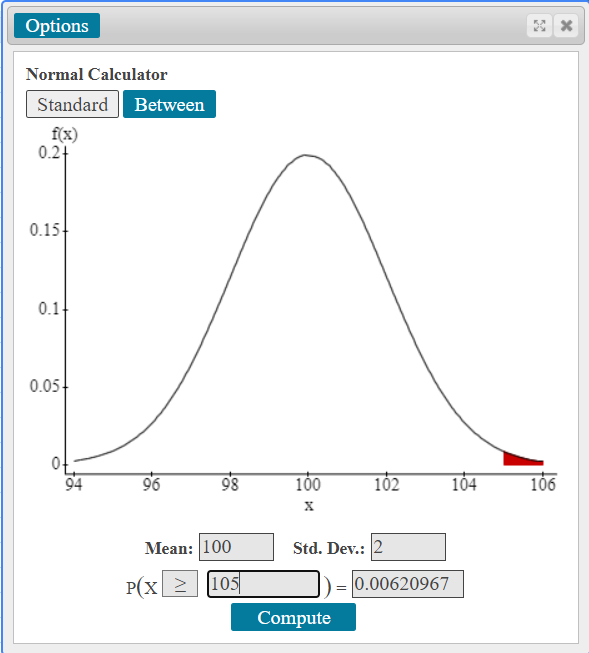 Options
Normal Calculator
Standard Between
f(x)
0.2
0.15
0.1
0.05
0
94 96 98 100 102 104 106
x
Mean: 100 Std. Dev.: 2
P(X ≥ 105 ) = 0.00620967
Compute